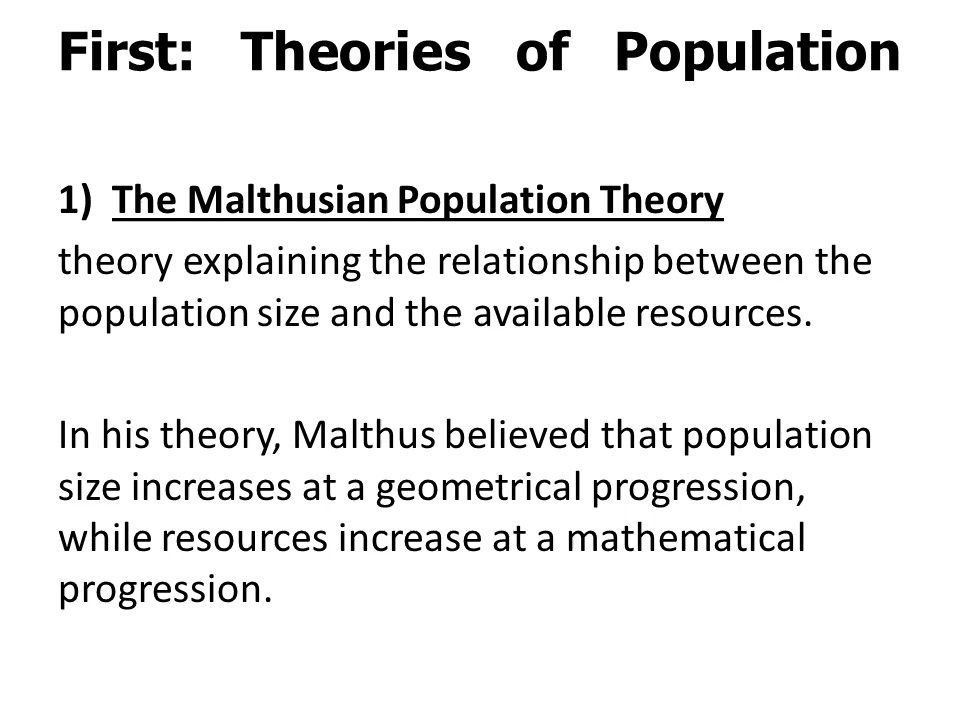 First: Theories of Population
1) The Malthusian Population Theory
theory explaining the relationship between the
population size and the available resources.
In his theory, Malthus believed that population
size increases at a geometrical progression,
while resources increase at a mathematical
progression.